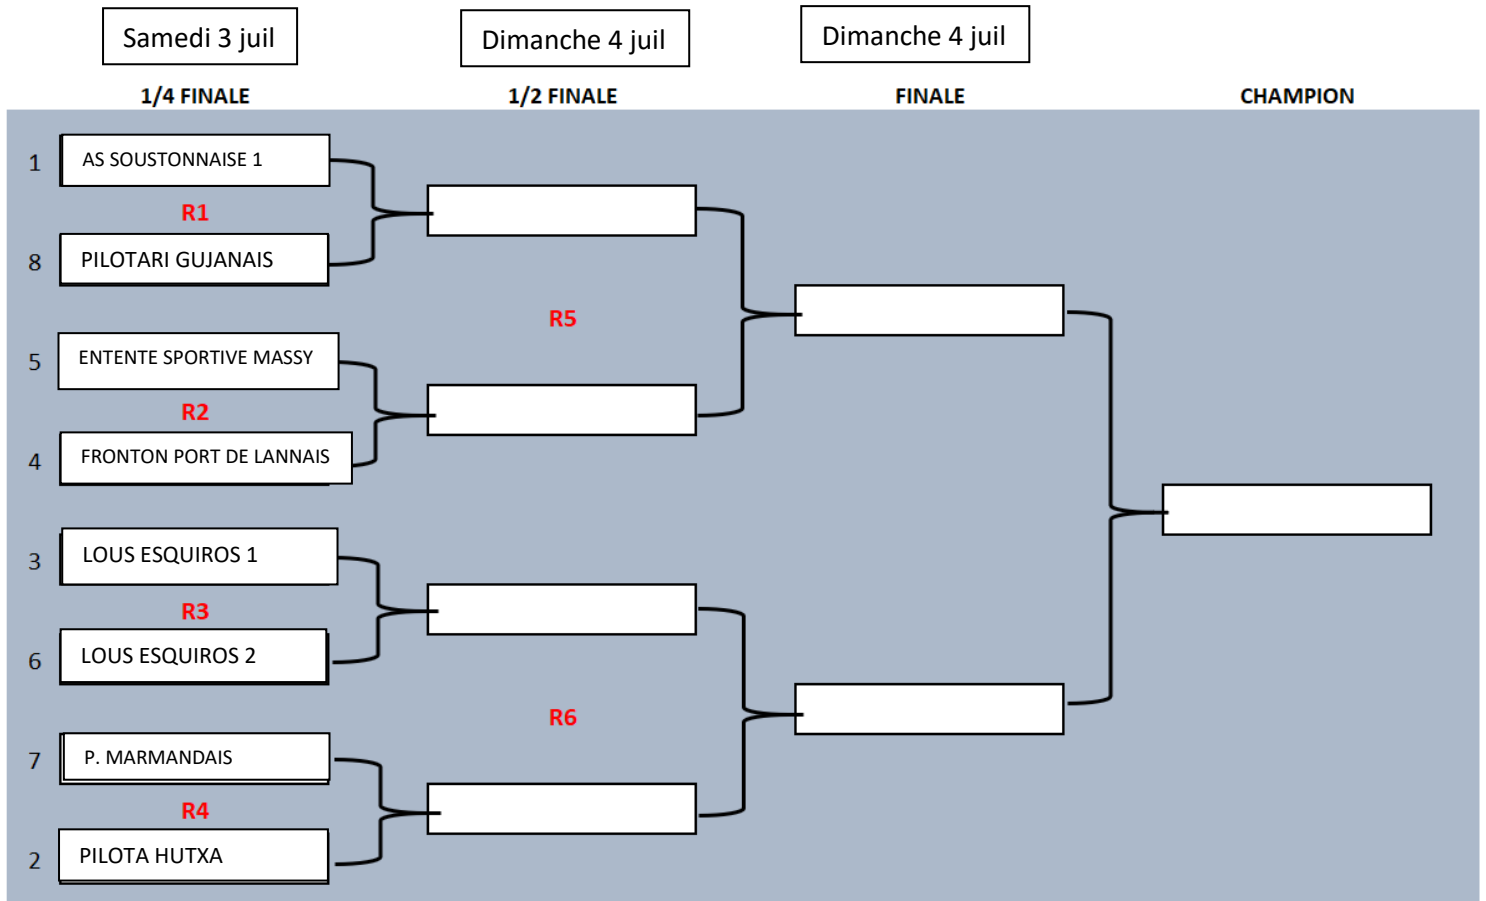 Samedi 3 juil
Dimanche 4 juil
Dimanche 4 juil
1/4 FINALE
1/2 FINALE
FINALE
CHAMPION
1 AS SOUSTONNAISE 1
R1
8 PILOTARI GUJANAIS
R5
5 ENTENTE SPORTIVE MASSY
R2
4 FRONTON PORT DE LANNAIS
3 LOUS ESQUIROS 1
R3
6 LOUS ESQUIROS 2
R6
7 P. MARMANDAIS
R4
2 PILOTA HUTXA